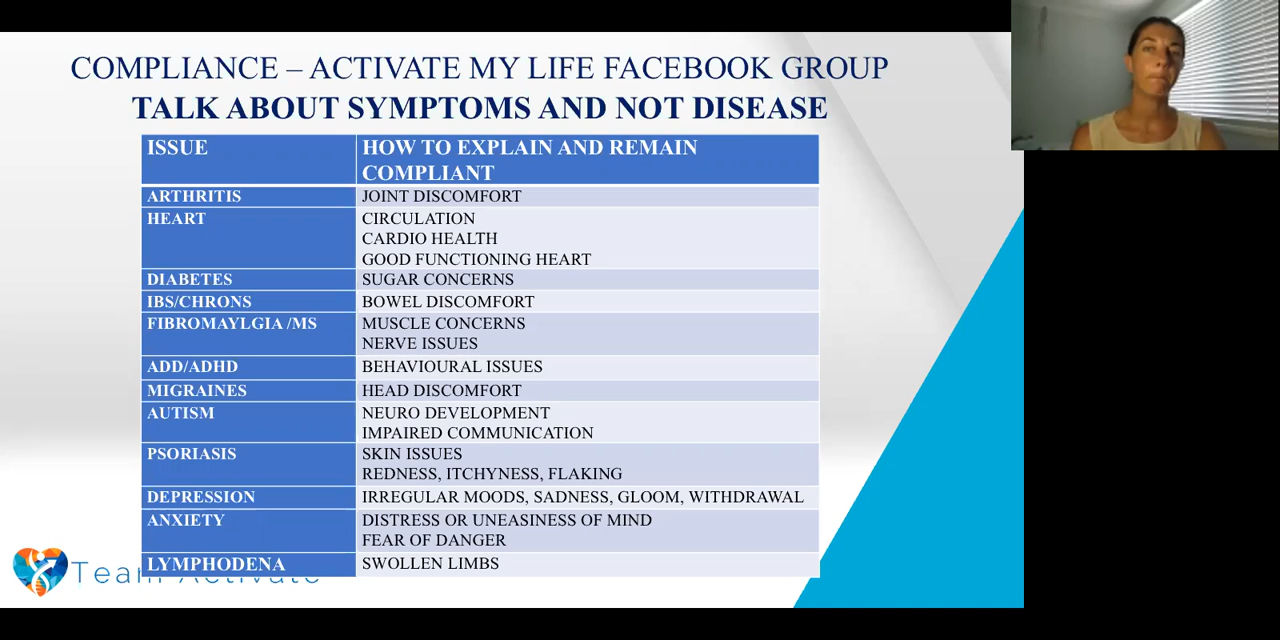 COMPLIANCE – ACTIVATE MY LIFE FACEBOOK GROUP
TALK ABOUT SYMPTOMS AND NOT DISEASE
ISSUE HOW TO EXPLAIN AND REMAIN
COMPLIANT
ARTHRITIS JOINT DISCOMFORT
HEART CIRCULATION
CARDIO HEALTH
GOOD FUNCTIONING HEART
DIABETES SUGAR CONCERNS
IBS/CHRONS BOWEL DISCOMFORT
FIBROMAYLGIA /MS MUSCLE CONCERNS
NERVE ISSUES
ADD/ADHD BEHAVIOURAL ISSUES
MIGRAINES HEAD DISCOMFORT
AUTISM NEURO DEVELOPMENT
IMPAIRED COMMUNICATION
PSORIASIS SKIN ISSUES
REDNESS, ITCHYNESS, FLAKING
DEPRESSION IRREGULAR MOODS, SADNESS, GLOOM, WITHDRAWAL
ANXIETY DISTRESS OR UNEASINESS OF MIND
FEAR OF DANGER
LYMPHODENA SWOLLEN LIMBS
Team Activate